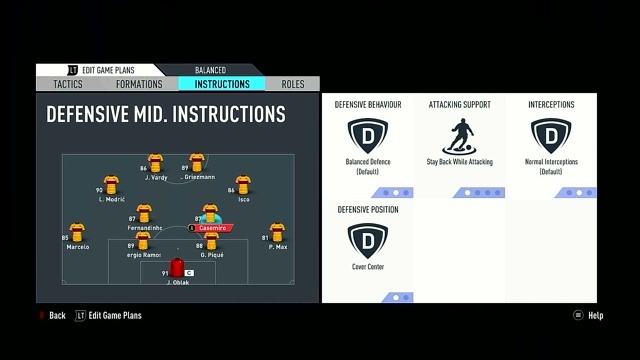 LT EDIT GAME PLANS BALANCED
TACTICS FORMATIONS INSTRUCTIONS ROLES
DEFENSIVE MID. INSTRUCTIONS
86 J. Vardy
89 . Griezmann
90 L. Modrić
86 Isco
87 Fernandinho
87 A Casemiro
85 Marcelo
89 ergio Ramos
88 G. Piqué
81 P. Max
91 C J. Oblak
DEFENSIVE BEHAVIOUR
D
Balanced Defence
(Default)
ATTACKING SUPPORT
Stay Back While Attacking
INTERCEPTIONS
D
Normal Interceptions
(Default)
DEFENSIVE POSITION
D
Cover Center
Back LT Edit Game Plans
Help